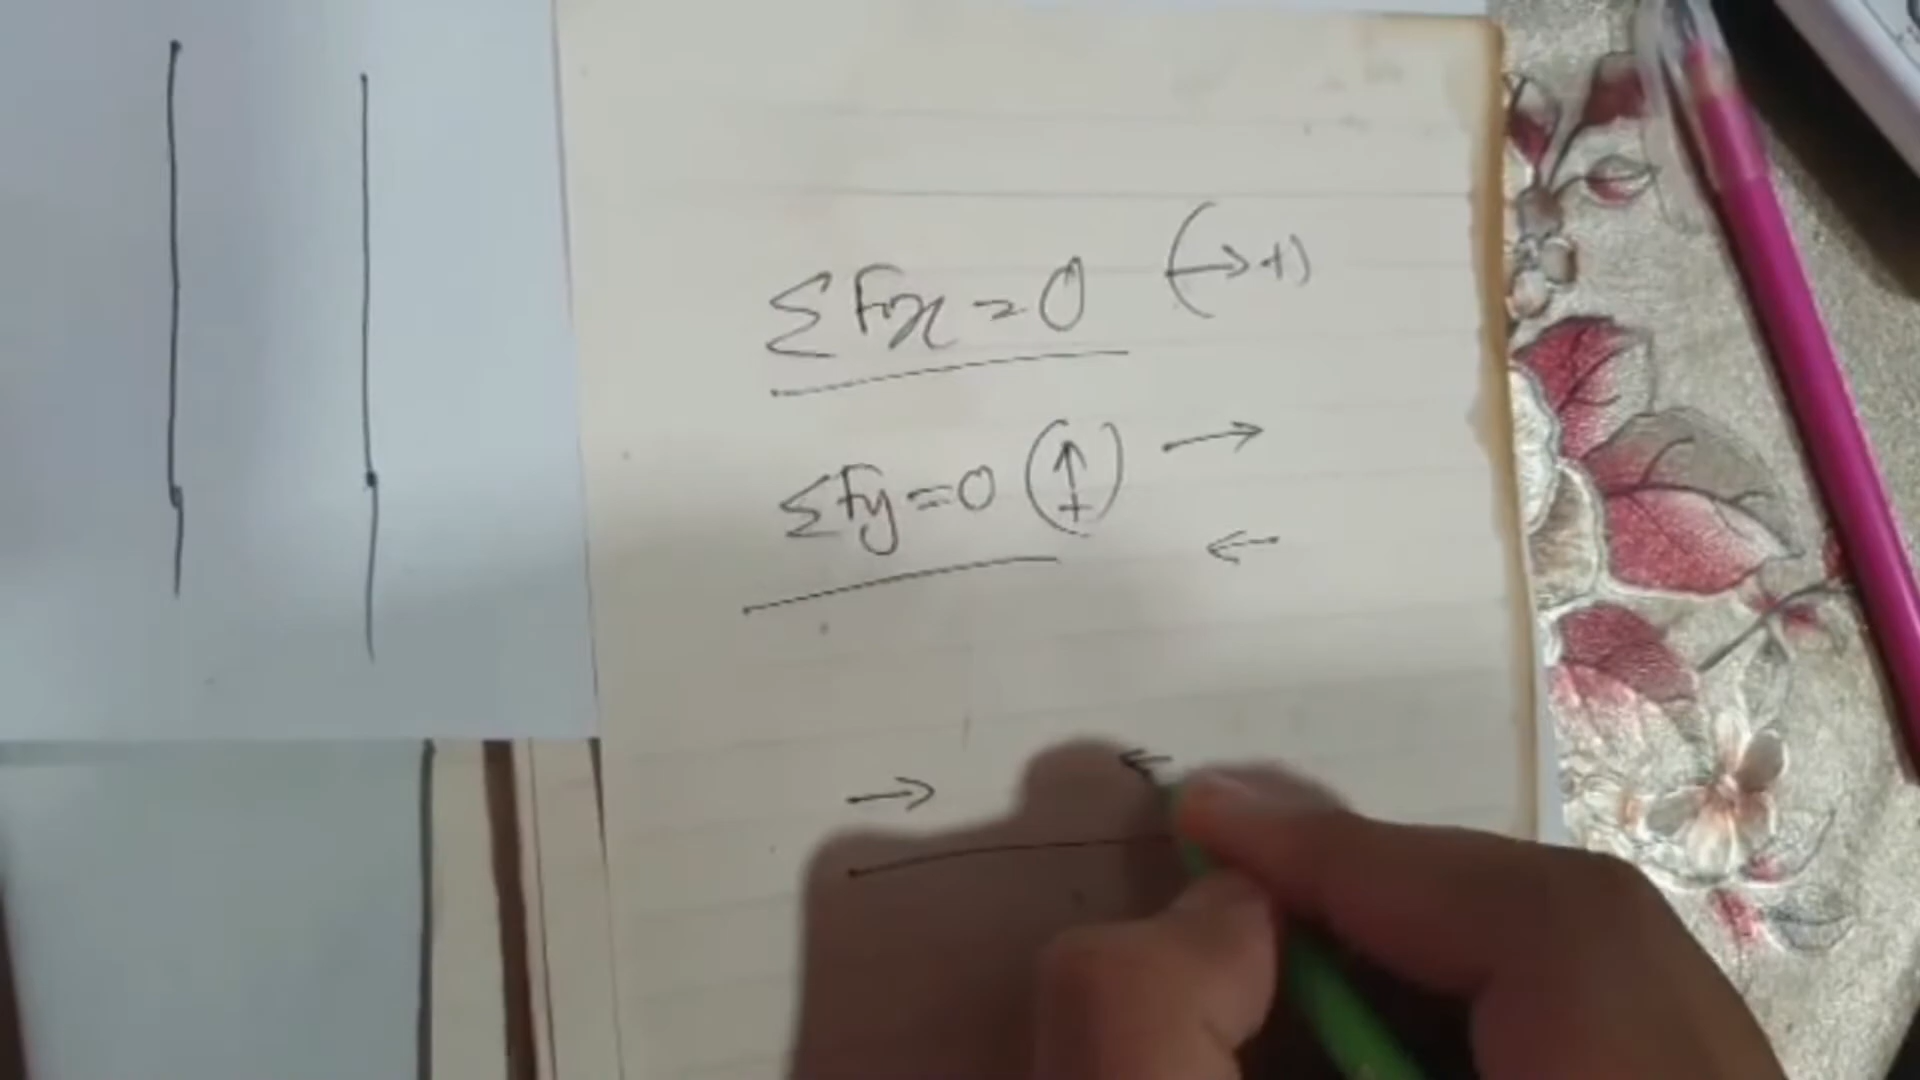 ΣFx=0 (→+)
ΣFy=0 (↑+) →
←
→ ←